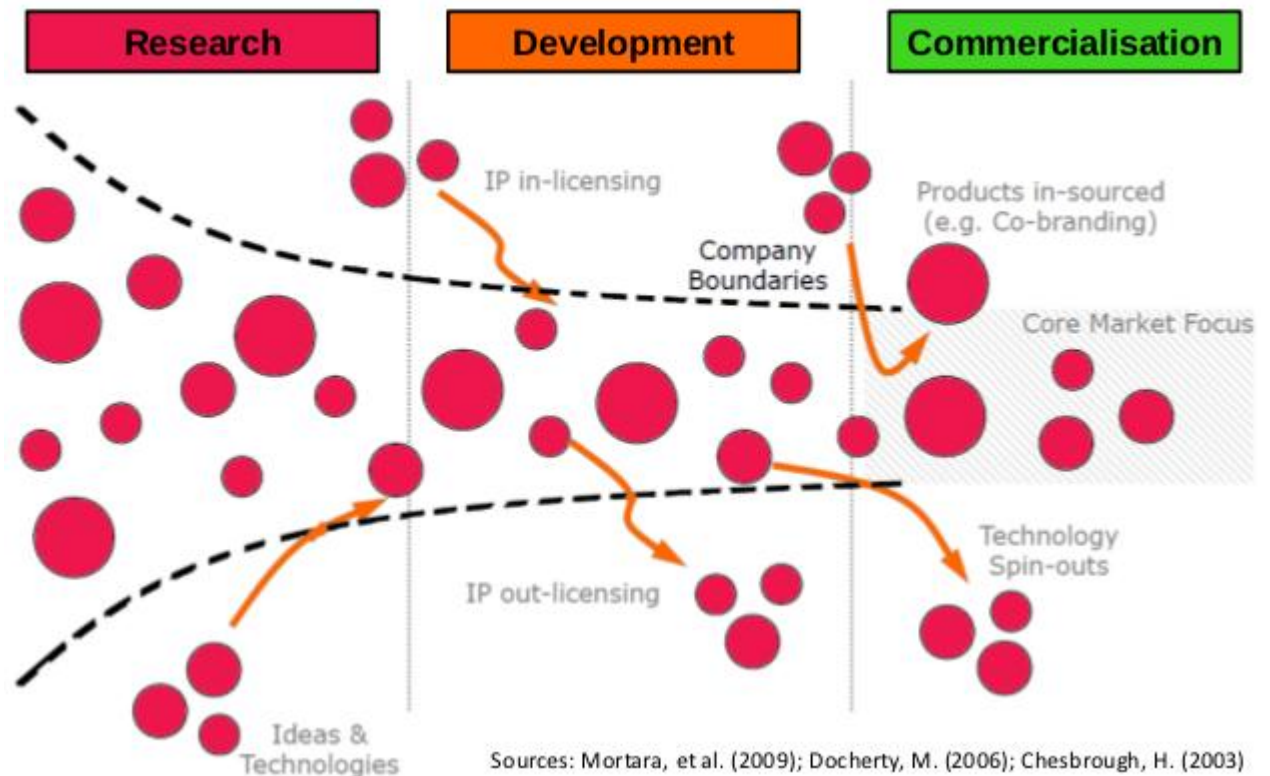 Research
Development
Commercialisation
IP in-licensing
Products in-sourced
(e.g. Co-branding)
Company
Boundaries
Core Market Focus
IP out-licensing
Technology
Spin-outs
Ideas &
Technologies
Sources: Mortara, et al. (2009); Docherty, M. (2006); Chesbrough, H. (2003)